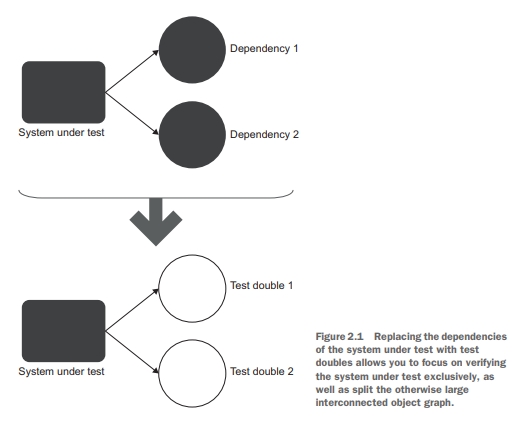 Dependency 1
System under test
Dependency 2
Test double 1
System under test
Test double 2
Figure 2.1 Replacing the dependencies
of the system under test with test
doubles allows you to focus on verifying
the system under test exclusively, as
well as split the otherwise large
interconnected object graph.